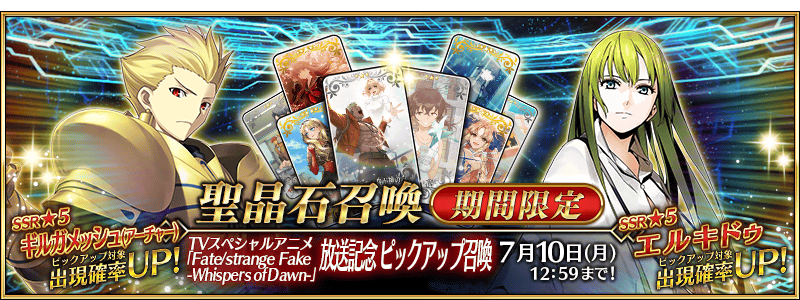 聖晶石召喚
期間限定
TVスペシャルアニメ
「Fate/strange Fake
-Whispers of Dawn-」
放送記念 ピックアップ召喚
7月10日(月)
12:59まで!
SSR★5
ギルガメッシュ(アーチャー)
ピックアップ対象
出現確率UP!
SSR★5
エルキドゥ
ピックアップ対象
出現確率UP!